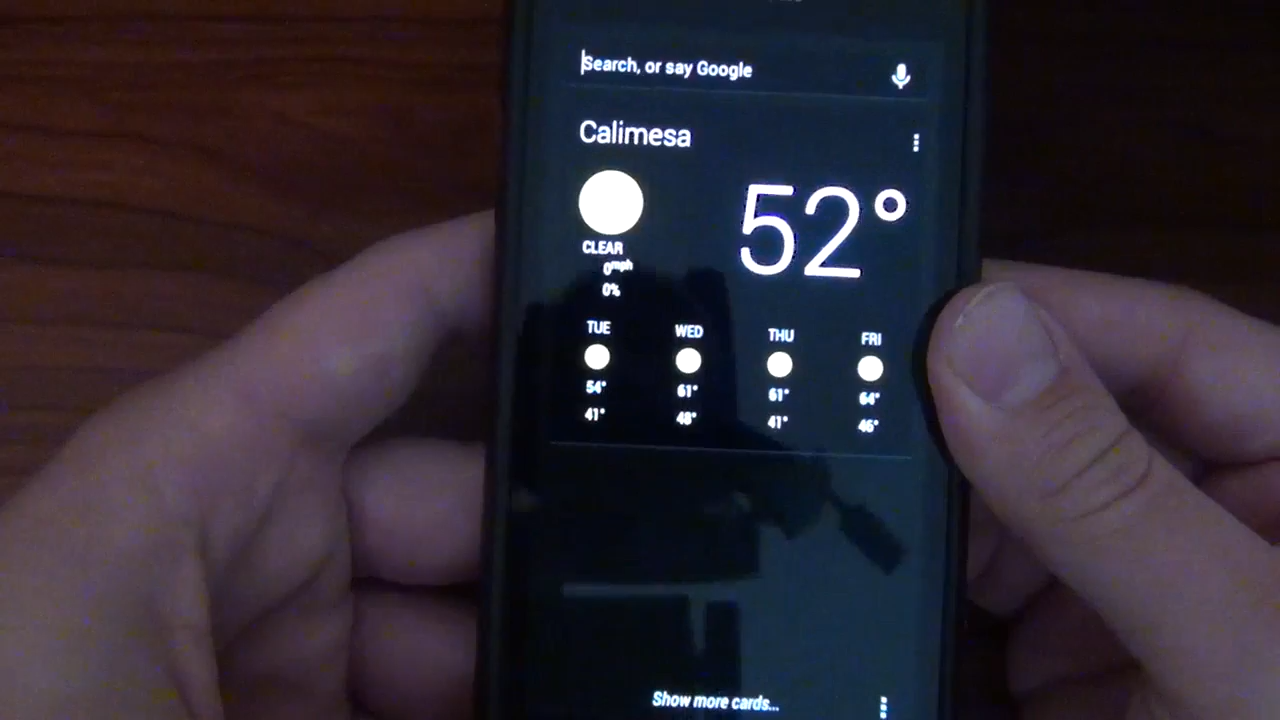 Search, or say Google
Calimesa
52°
CLEAR
0mph
0%
TUE WED THU FRI
54° 61° 61° 64°
41° 48° 41° 46°
Show more cards...